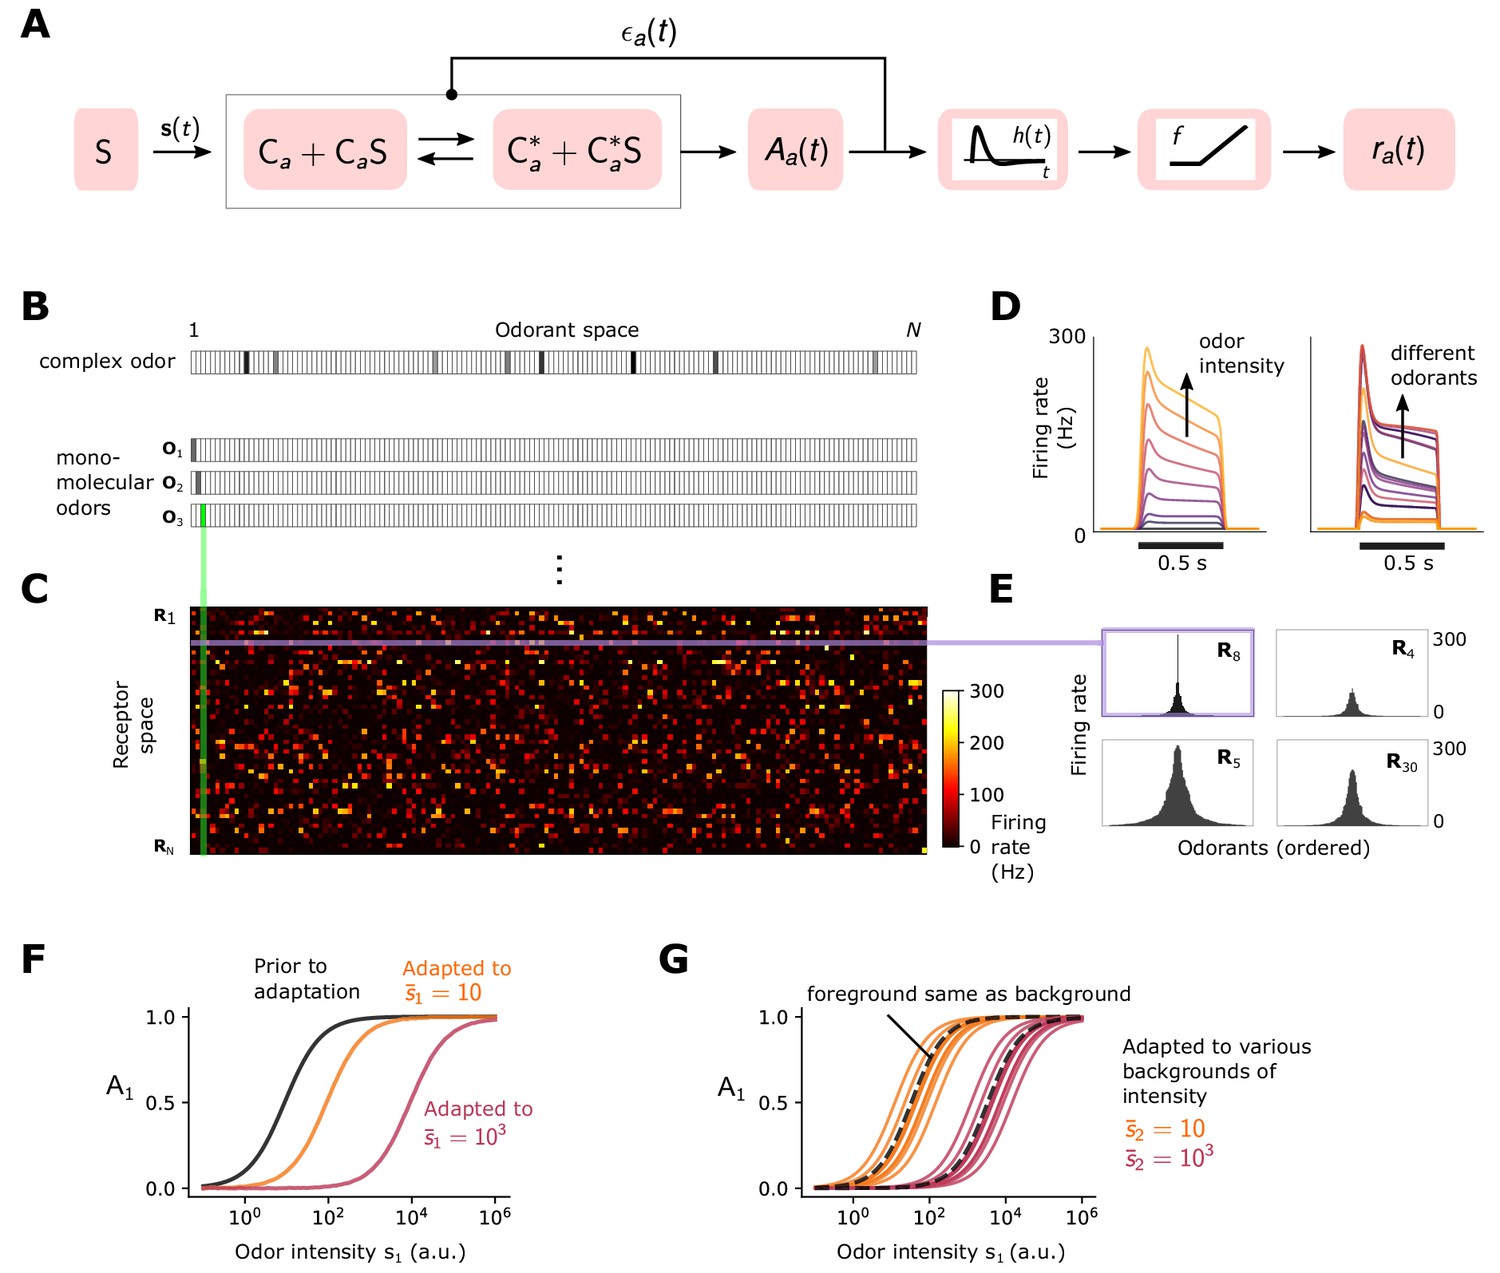 A
ϵa(t)
S
s(t)
Ca + CaS
C*a + C*aS
Aa(t)
h(t)
t
f
ra(t)
B
1
Odorant space
N
complex odor
mono-
molecular
odors
O1
O2
O3
C
R1
Receptor
space
RN
300
200
100
0
Firing
rate
(Hz)
D
300
0
Firing rate
(Hz)
odor
intensity
0.5 s
different
odorants
0.5 s
E
Firing rate
R8
R4
300
0
R5
R30
300
0
Odorants (ordered)
F
Prior to
adaptation
Adapted to
s̄1 = 10
Adapted to
s̄1 = 10³
A1
1.0
0.5
0.0
10⁰
10²
10⁴
10⁶
Odor intensity s1 (a.u.)
G
foreground same as background
A1
1.0
0.5
0.0
10⁰
10²
10⁴
10⁶
Odor intensity s1 (a.u.)
Adapted to various
backgrounds of
intensity
s̄2 = 10
s̄2 = 10³